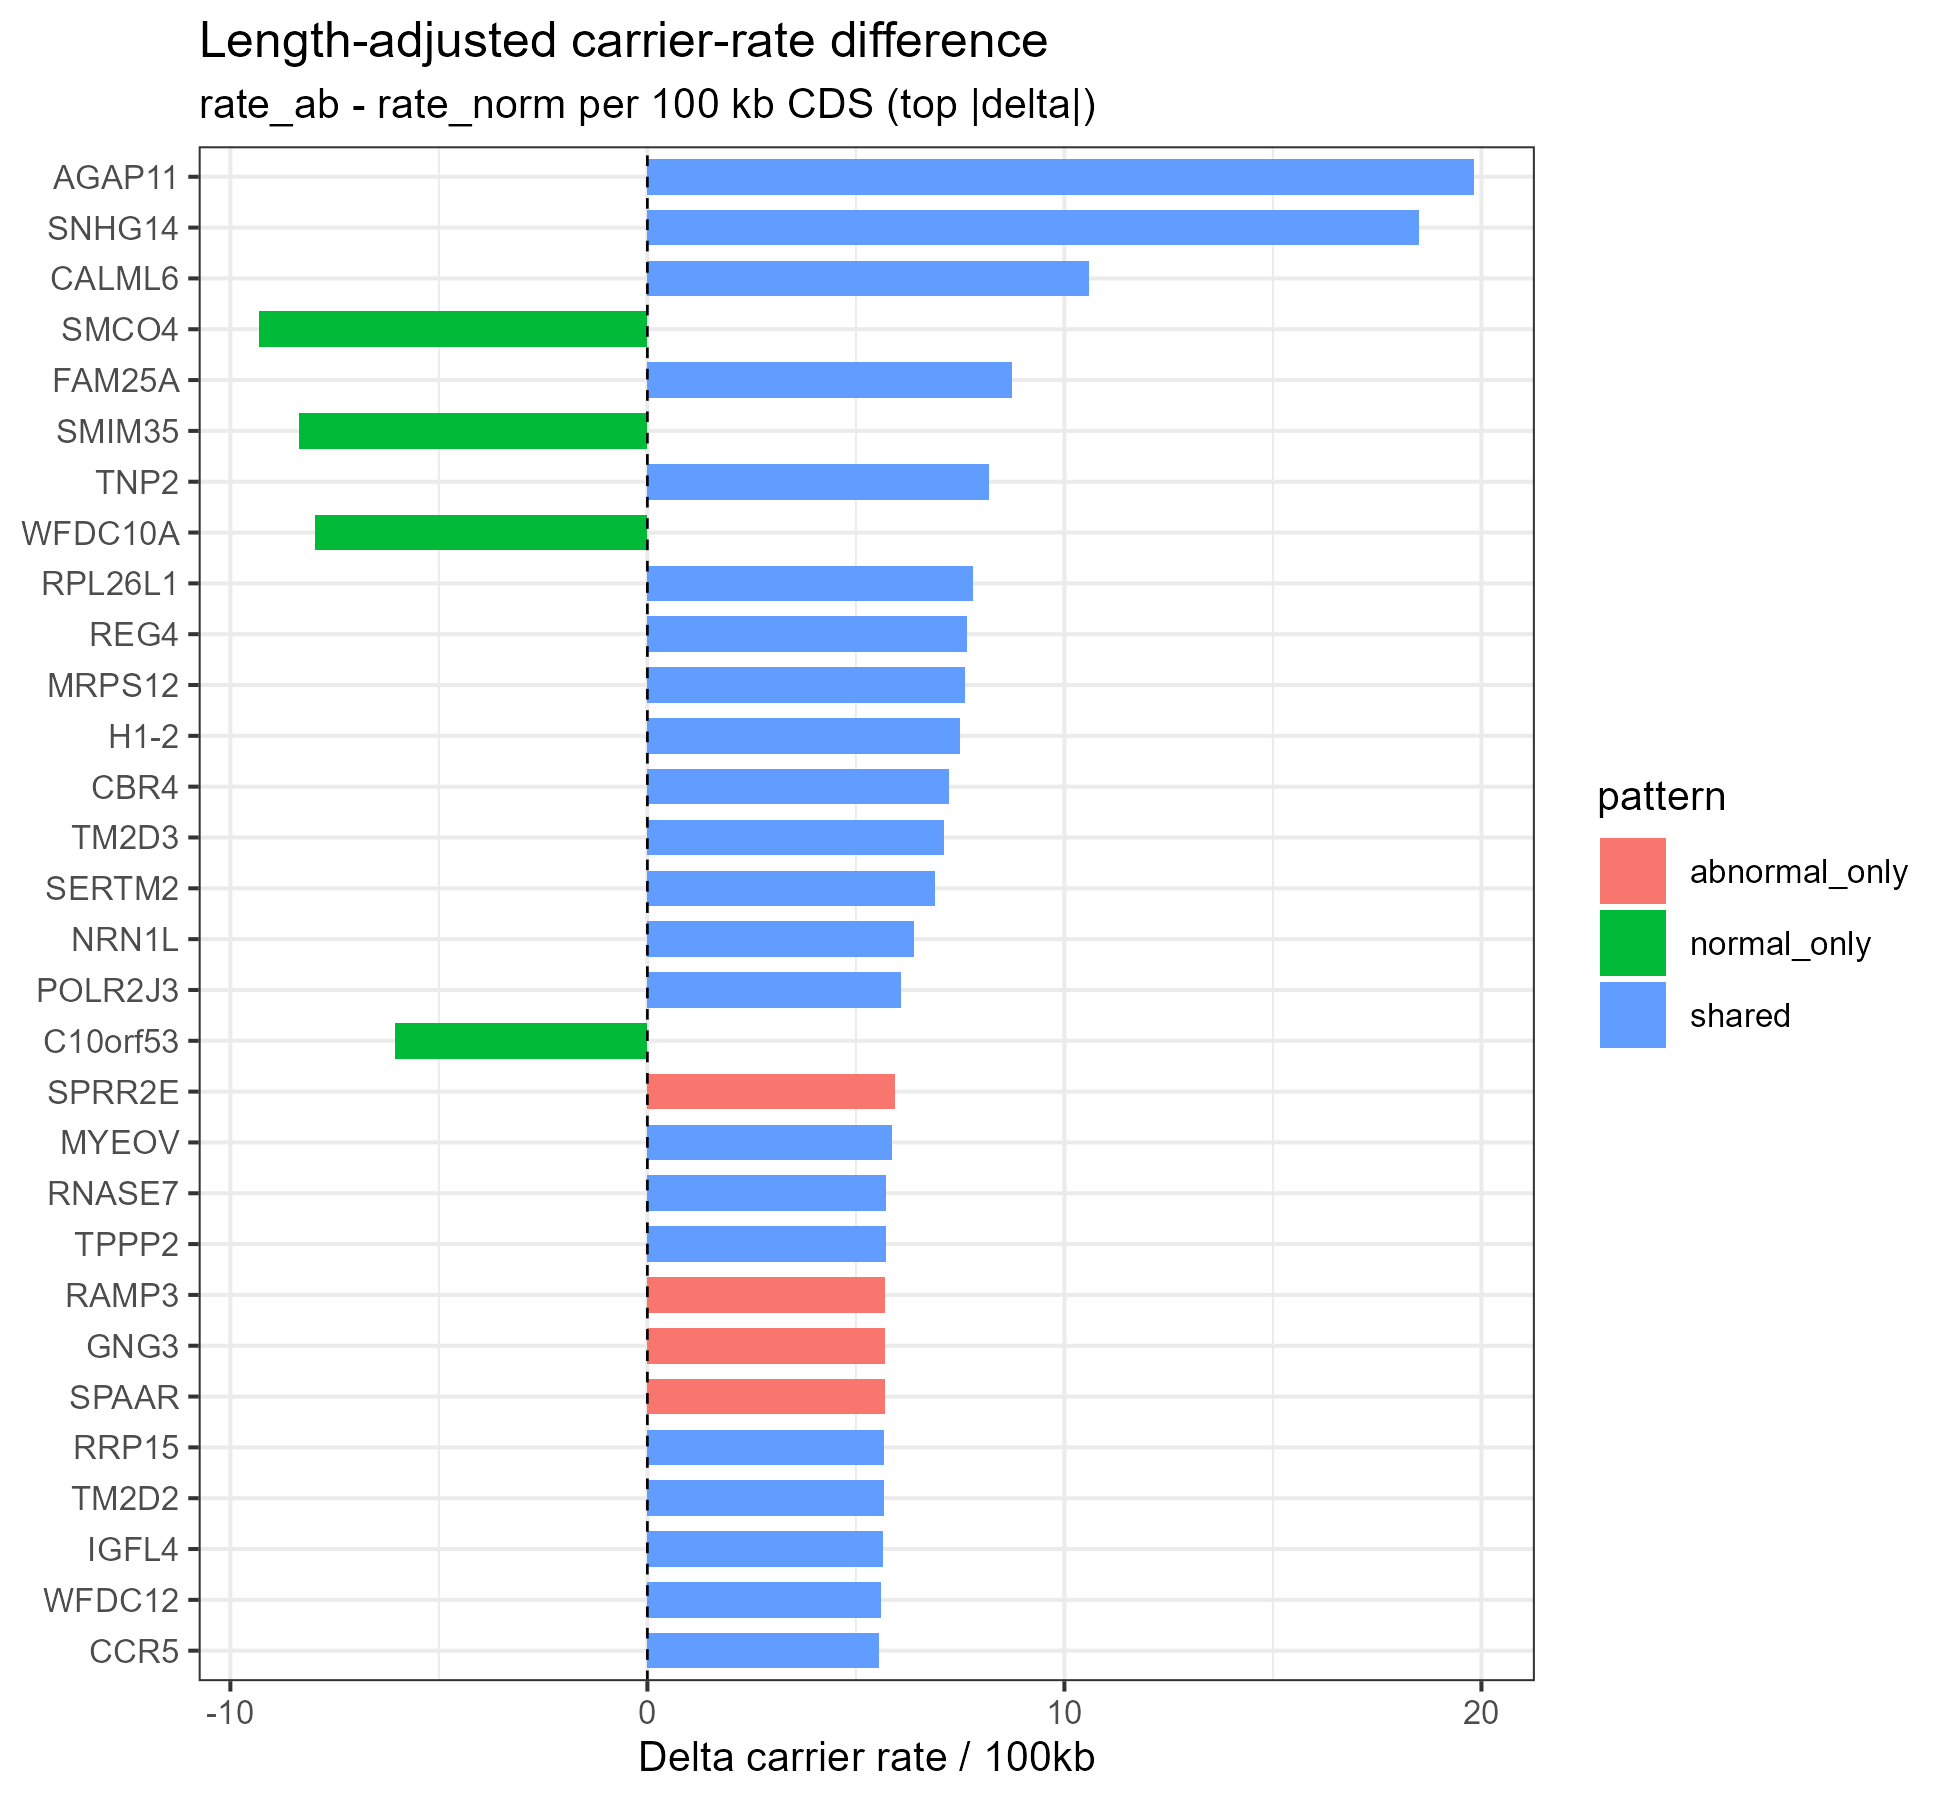 Length-adjusted carrier-rate difference
rate_ab - rate_norm per 100 kb CDS (top |delta|)
AGAP11
SNHG14
CALML6
SMCO4
FAM25A
SMIM35
TNP2
WFDC10A
RPL26L1
REG4
MRPS12
H1-2
CBR4
TM2D3
SERTM2
NRN1L
POLR2J3
C10orf53
SPRR2E
MYEOV
RNASE7
TPPP2
RAMP3
GNG3
SPAAR
RRP15
TM2D2
IGFL4
WFDC12
CCR5
-10 0 10 20
Delta carrier rate / 100kb
pattern
abnormal_only
normal_only
shared